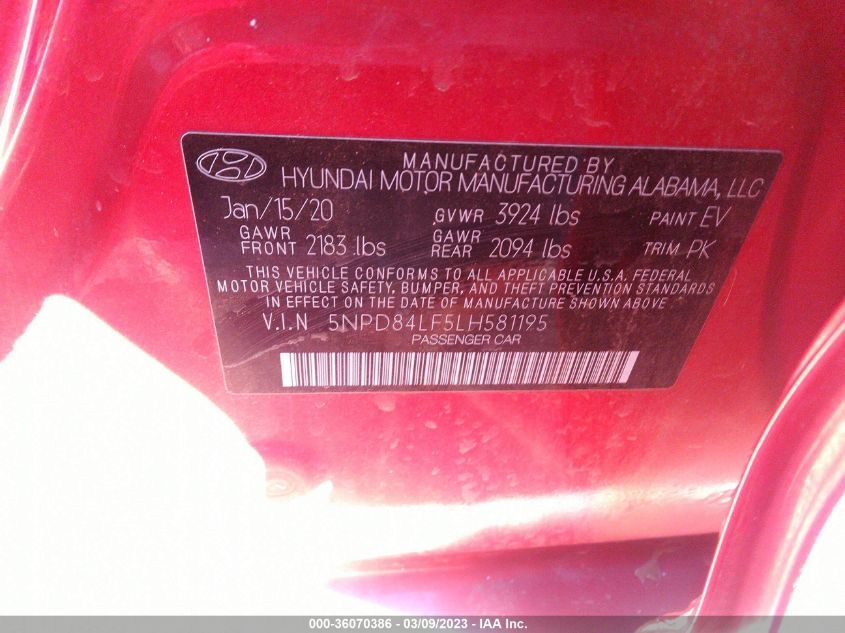 MANUFACTURED BY
HYUNDAI MOTOR MANUFACTURING ALABAMA, LLC
Jan/15/20 GVWR 3924 lbs PAINT EV
GAWR FRONT 2183 lbs GAWR REAR 2094 lbs TRIM PK
THIS VEHICLE CONFORMS TO ALL APPLICABLE U.S.A. FEDERAL
MOTOR VEHICLE SAFETY, BUMPER, AND THEFT PREVENTION STANDARDS
IN EFFECT ON THE DATE OF MANUFACTURE SHOWN ABOVE
V.I.N 5NPD84LF5LH581195
PASSENGER CAR
000-36070386 - 03/09/2023 - IAA Inc.